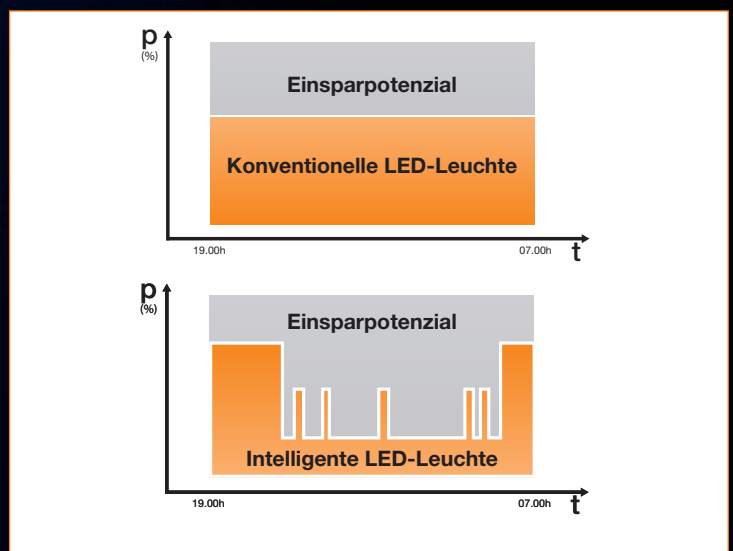 p
(%)
Einsparpotenzial
Konventionelle LED-Leuchte
19.00h
07.00h
t
p
(%)
Einsparpotenzial
Intelligente LED-Leuchte
19.00h
07.00h
t